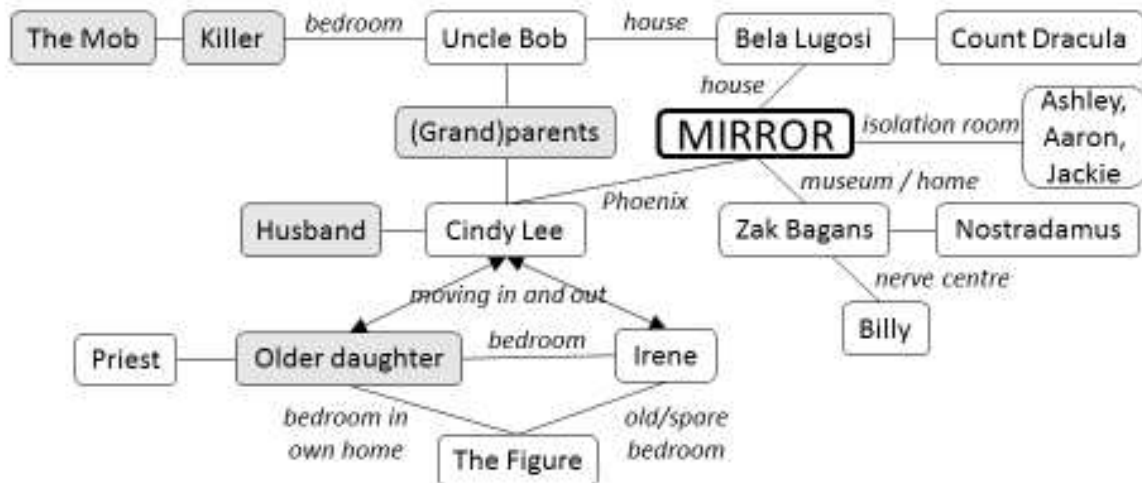 The Mob
Killer
bedroom
Uncle Bob
house
Bela Lugosi
Count Dracula
house
(Grand)parents
MIRROR
isolation room
Ashley,
Aaron,
Jackie
Phoenix
museum / home
Husband
Cindy Lee
Zak Bagans
Nostradamus
moving in and out
nerve centre
Billy
Priest
Older daughter
bedroom
Irene
bedroom in
own home
old/spare
bedroom
The Figure